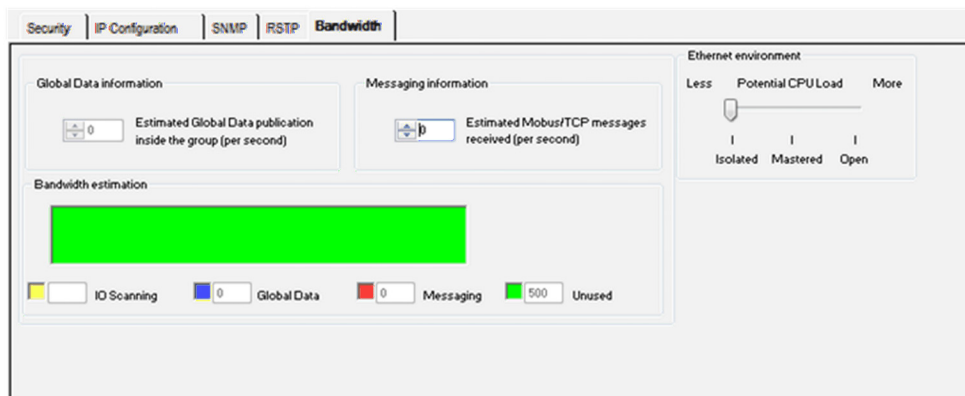 Security IP Configuration SNMP RSTP Bandwidth
Ethernet environment
Global Data information
Messaging information
Less Potential CPU Load More
0
Estimated Global Data publication
inside the group (per second)
0
Estimated Mobus/TCP messages
received (per second)
Isolated Mastered Open
Bandwidth estimation
IO Scanning
0 Global Data
0 Messaging
500 Unused